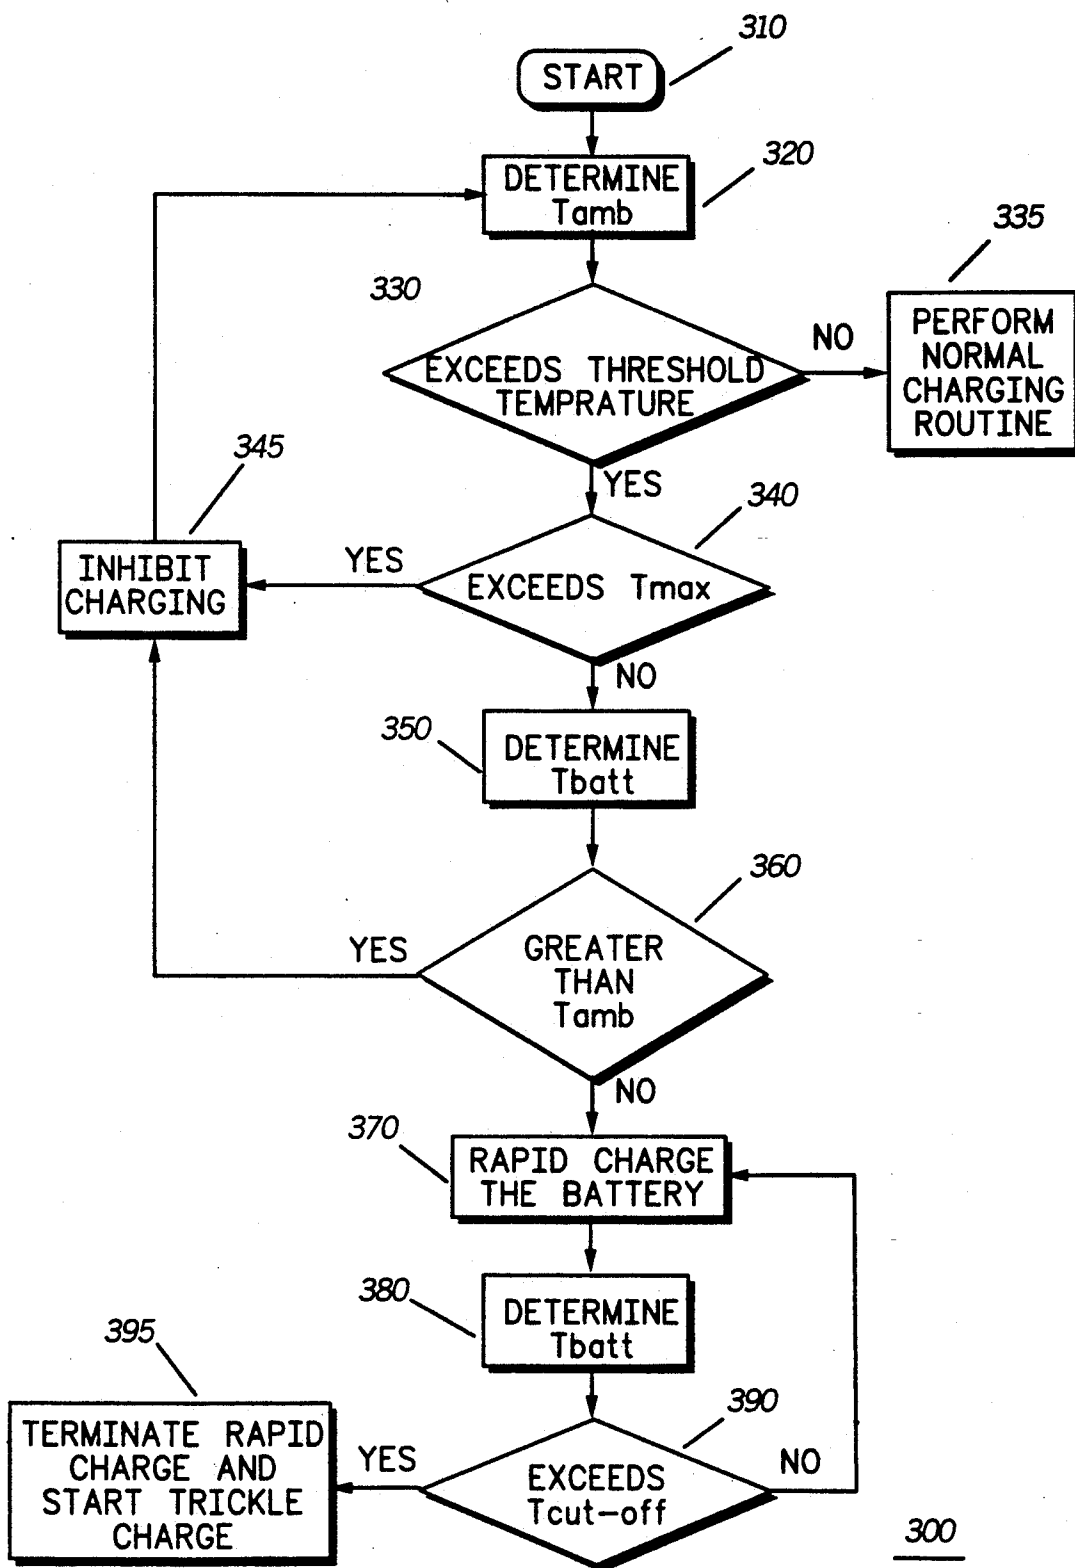 310
START
320
DETERMINE
Tamb
335
330
PERFORM
NORMAL
CHARGING
ROUTINE
NO
EXCEEDS THRESHOLD
TEMPRATURE
345
YES
340
INHIBIT
CHARGING
YES
EXCEEDS Tmax
NO
350
DETERMINE
Tbatt
360
YES
GREATER
THAN
Tamb
NO
370
RAPID CHARGE
THE BATTERY
380
DETERMINE
Tbatt
395
390
TERMINATE RAPID
CHARGE AND
START TRICKLE
CHARGE
YES
EXCEEDS
Tcut-off
NO
300